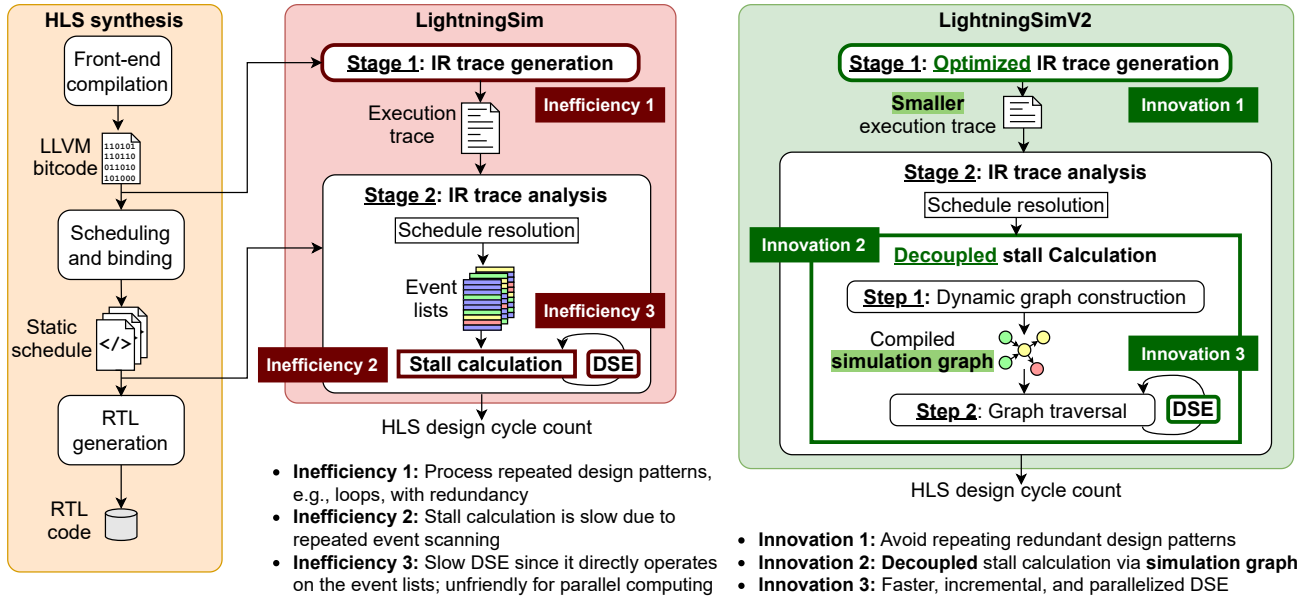 HLS synthesis
Front-end
compilation
LLVM
bitcode
110101
110110
011010
101000
Scheduling
and binding
Static
schedule
</>
RTL
generation
RTL
code
LightningSim
Stage 1: IR trace generation
Inefficiency 1
Execution
trace
Stage 2: IR trace analysis
Schedule resolution
Event
lists
Inefficiency 3
Inefficiency 2
Stall calculation
DSE
HLS design cycle count
• Inefficiency 1: Process repeated design patterns,
e.g., loops, with redundancy
• Inefficiency 2: Stall calculation is slow due to
repeated event scanning
• Inefficiency 3: Slow DSE since it directly operates
on the event lists; unfriendly for parallel computing
LightningSimV2
Stage 1: Optimized IR trace generation
Innovation 1
Smaller
execution trace
Stage 2: IR trace analysis
Schedule resolution
Innovation 2
Decoupled stall Calculation
Step 1: Dynamic graph construction
Compiled
simulation graph
Innovation 3
Step 2: Graph traversal
DSE
HLS design cycle count
• Innovation 1: Avoid repeating redundant design patterns
• Innovation 2: Decoupled stall calculation via simulation graph
• Innovation 3: Faster, incremental, and parallelized DSE